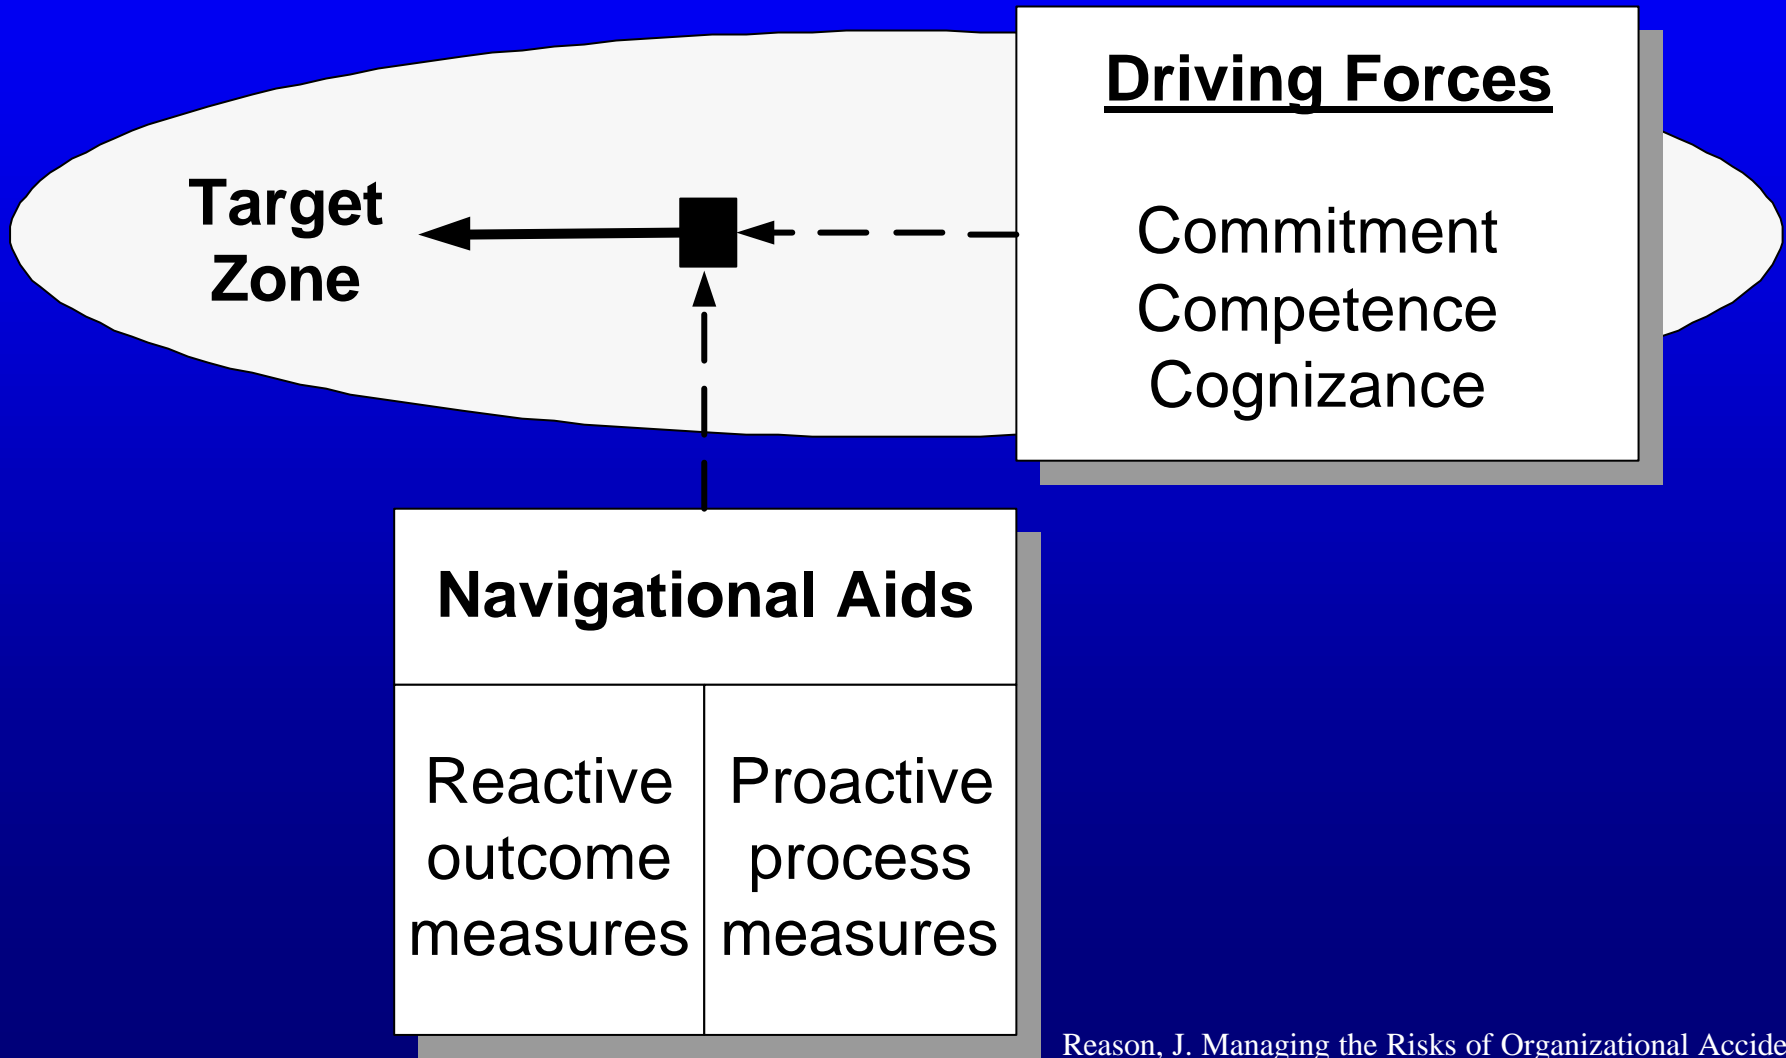 Driving Forces
Commitment
Competence
Cognizance
Target
Zone
Navigational Aids
Reactive
outcome
measures
Proactive
process
measures
Reason, J. Managing the Risks of Organizational